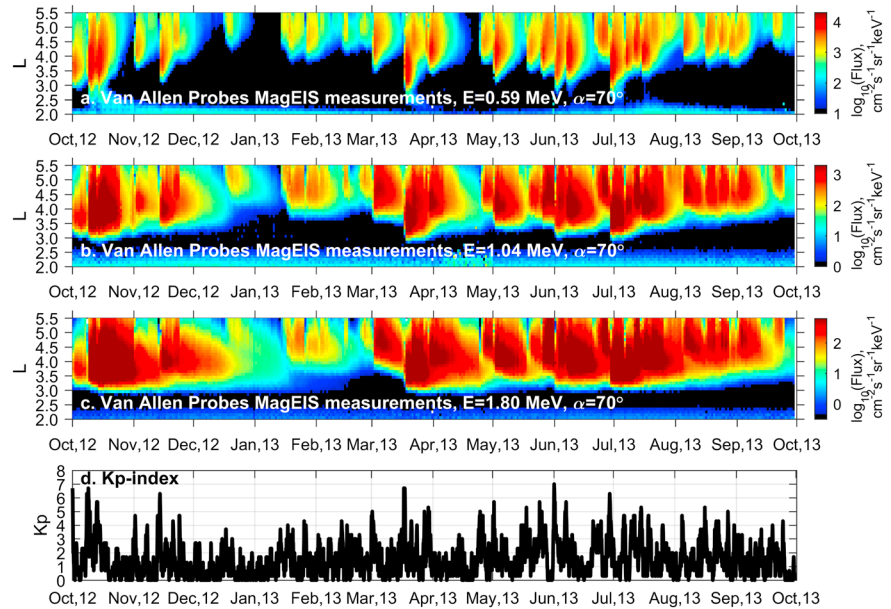 5.5
5.0
4.5
4.0
3.5
3.0
2.5
2.0
L
a. Van Allen Probes MagEIS measurements, E=0.59 MeV, α=70°
Oct,12 Nov,12 Dec,12 Jan,13 Feb,13 Mar,13 Apr,13 May,13 Jun,13 Jul,13 Aug,13 Sep,13 Oct,13
4
3
2
1
log10(Flux),
cm-2s-1sr-1keV-1
5.5
5.0
4.5
4.0
3.5
3.0
2.5
2.0
L
b. Van Allen Probes MagEIS measurements, E=1.04 MeV, α=70°
Oct,12 Nov,12 Dec,12 Jan,13 Feb,13 Mar,13 Apr,13 May,13 Jun,13 Jul,13 Aug,13 Sep,13 Oct,13
3
2
1
0
log10(Flux),
cm-2s-1sr-1keV-1
5.5
5.0
4.5
4.0
3.5
3.0
2.5
2.0
L
c. Van Allen Probes MagEIS measurements, E=1.80 MeV, α=70°
Oct,12 Nov,12 Dec,12 Jan,13 Feb,13 Mar,13 Apr,13 May,13 Jun,13 Jul,13 Aug,13 Sep,13 Oct,13
2
1
0
log10(Flux),
cm-2s-1sr-1keV-1
d. Kp-index
8
7
6
5
4
3
2
1
0
Kp
Oct,12 Nov,12 Dec,12 Jan,13 Feb,13 Mar,13 Apr,13 May,13 Jun,13 Jul,13 Aug,13 Sep,13 Oct,13